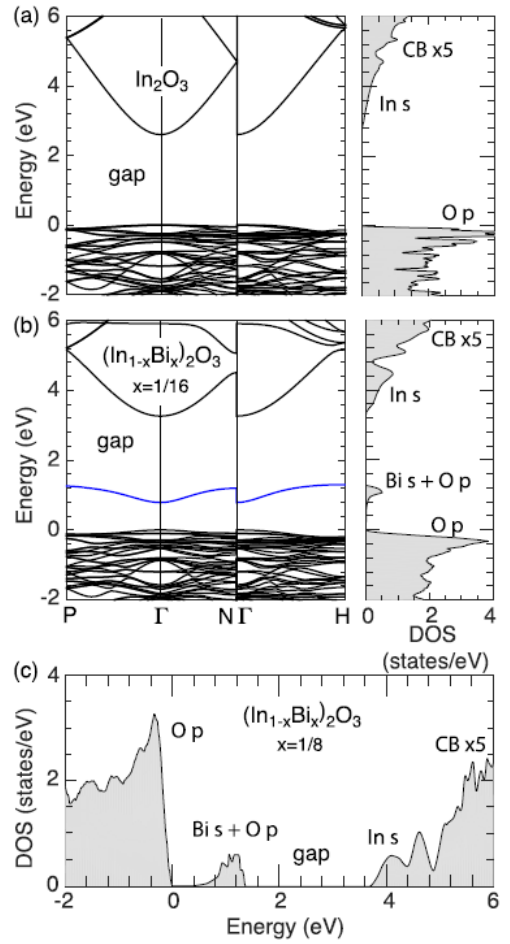 (a)
6
4
2
0
-2
Energy (eV)
In₂O₃
gap
CB x5
In s
O p
(b)
6
4
2
0
-2
Energy (eV)
(In₁₋ₓBiₓ)₂O₃
x=1/16
gap
P Γ N Γ H
CB x5
In s
Bi s + O p
O p
0 2 4
DOS
(states/eV)
(c)
4
2
0
DOS (states/eV)
O p
(In₁₋ₓBiₓ)₂O₃
x=1/8
CB x5
Bi s + O p
gap
In s
-2 0 2 4 6
Energy (eV)